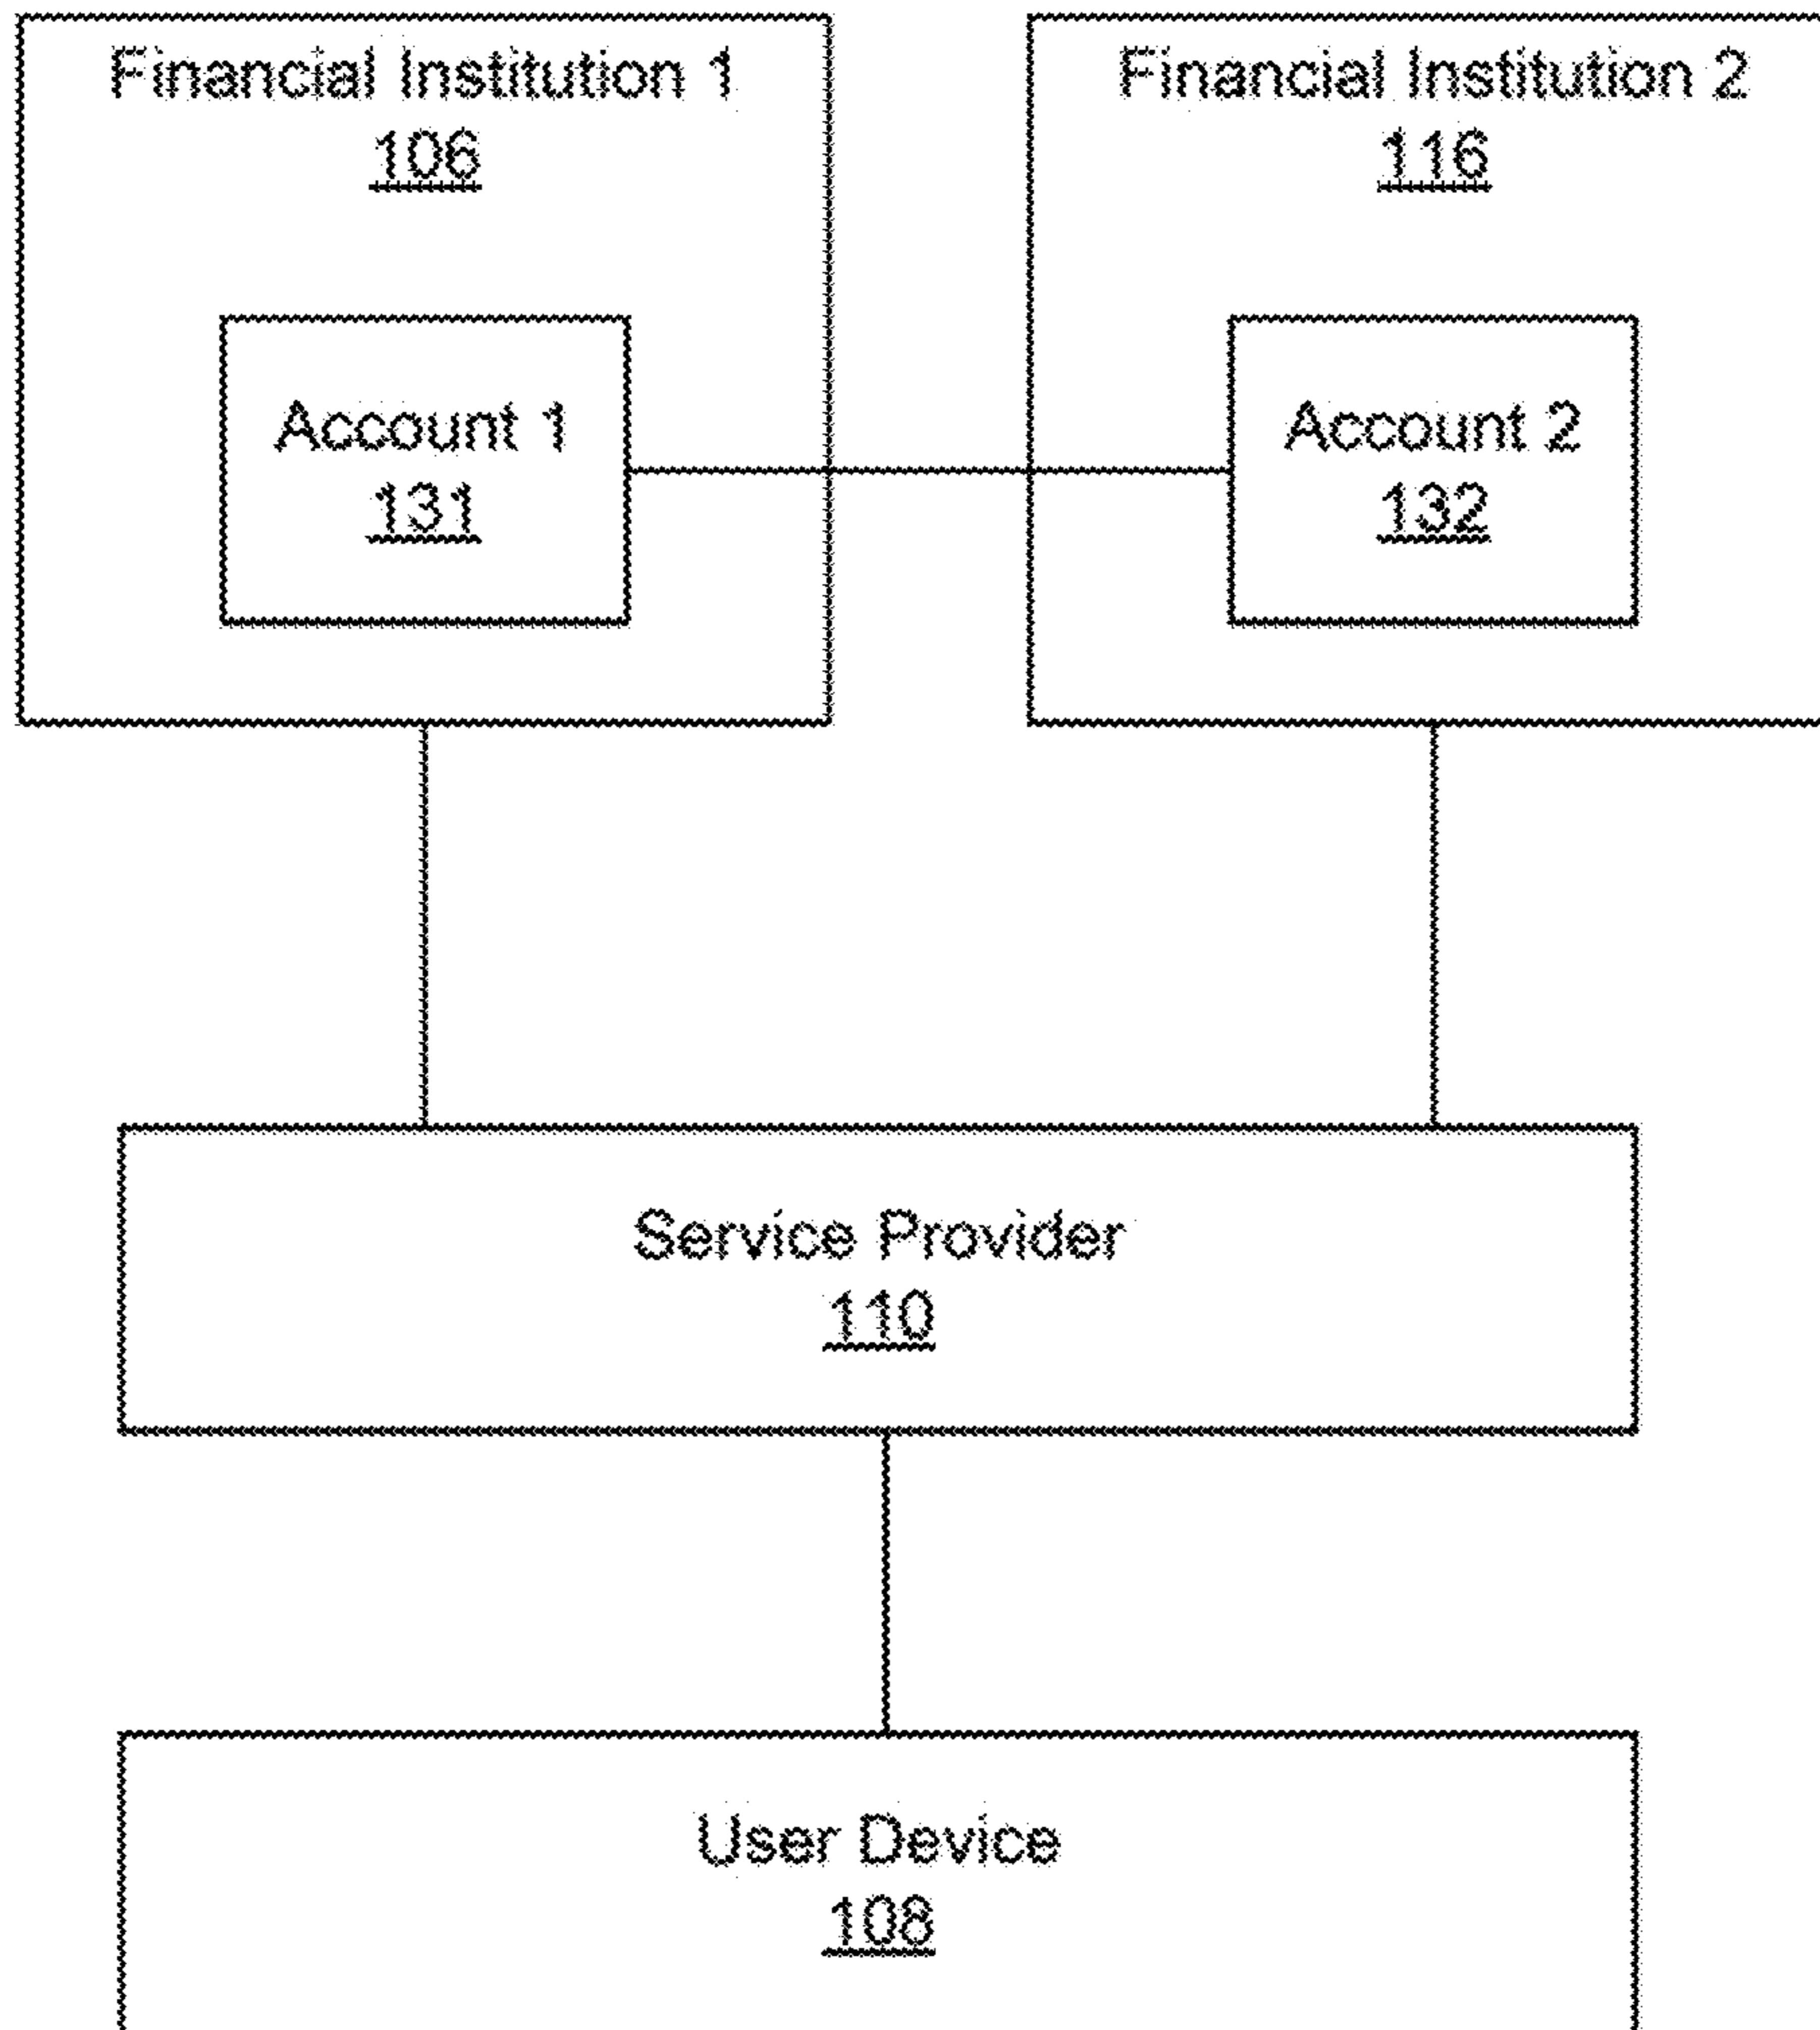 Financial Institution 1
106
Financial Institution 2
116
Account 1
131
Account 2
132
Service Provider
110
User Device
108